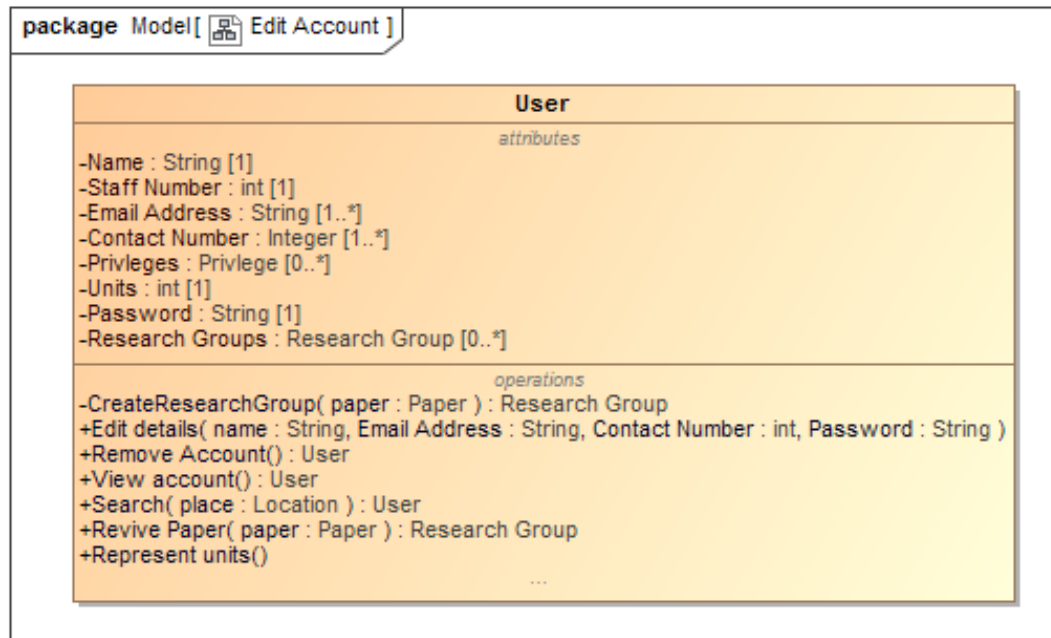 package Model[ Edit Account ]
User
attributes
-Name : String [1]
-Staff Number : int [1]
-Email Address : String [1..*]
-Contact Number : Integer [1..*]
-Privleges : Privlege [0..*]
-Units : int [1]
-Password : String [1]
-Research Groups : Research Group [0..*]
operations
-CreateResearchGroup( paper : Paper ) : Research Group
+Edit details( name : String, Email Address : String, Contact Number : int, Password : String )
+Remove Account() : User
+View account() : User
+Search( place : Location ) : User
+Revive Paper( paper : Paper ) : Research Group
+Represent units()
...